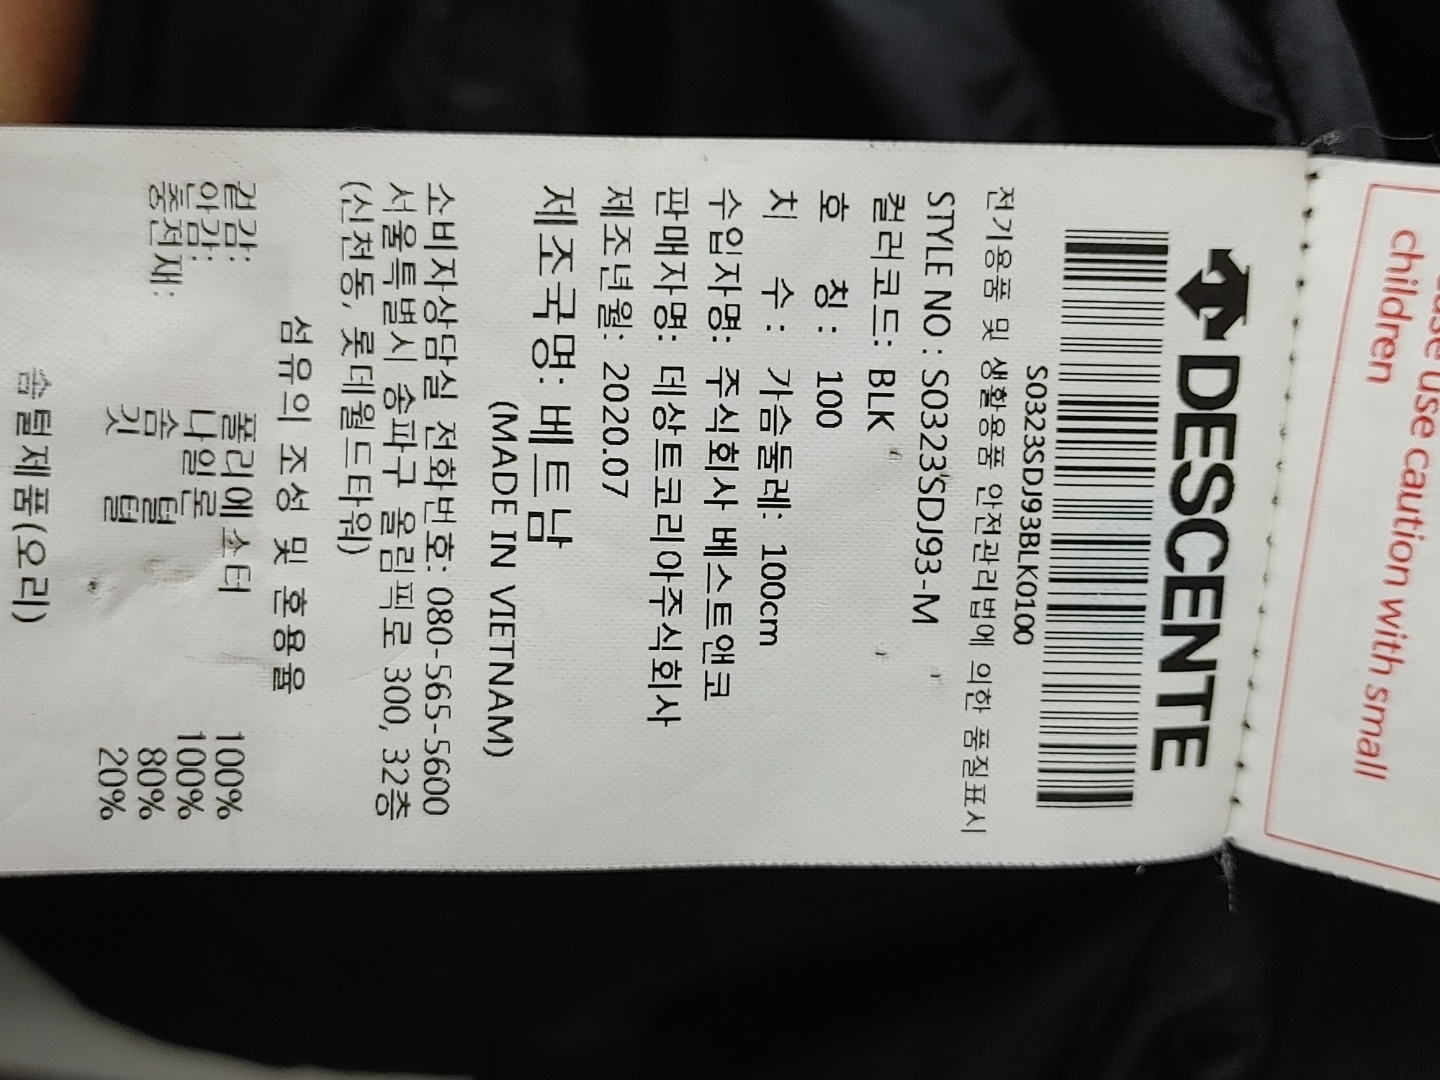 use caution with small
children
DESCENTE
S0323SDJ93BLK0100
전기용품 및 생활용품 안전관리법에 의한 품질표시
STYLE NO : S0323SDJ93-M
컬러코드: BLK
호 칭 : 100
치 수 : 가슴둘레: 100cm
수입자명: 주식회사 베스트앤코
판매자명: 데상트코리아주식회사
제조년월: 2020.07
제조국명: 베트남
(MADE IN VIETNAM)
소비자상담실 전화번호: 080-565-5600
서울특별시 송파구 올림픽로 300, 32층
(신천동, 롯데월드타워)
섬유의 조성 및 혼용율
겉감: 폴리에스터 100%
안감: 나일론 100%
충전재: 솜털 80%
깃털 20%
솜털제품(오리)